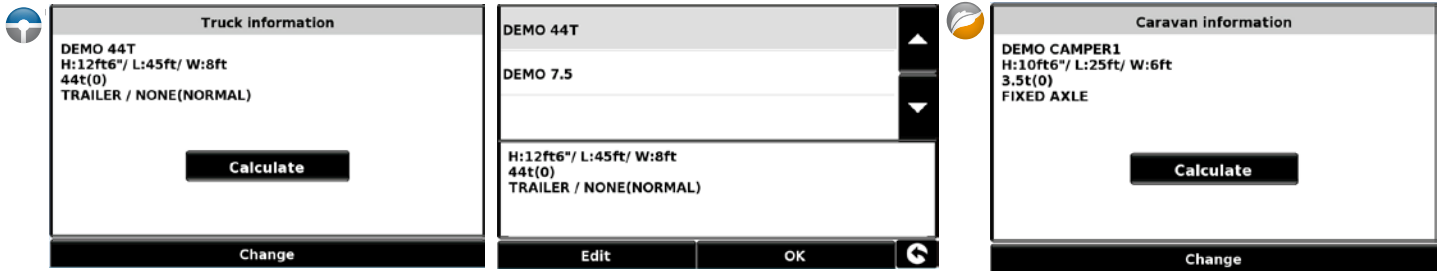 Truck information
DEMO 44T
H:12ft6"/ L:45ft/ W:8ft
44t(0)
TRAILER / NONE(NORMAL)
Calculate
Change
DEMO 44T
DEMO 7.5
H:12ft6"/ L:45ft/ W:8ft
44t(0)
TRAILER / NONE(NORMAL)
Edit
OK
Caravan information
DEMO CAMPER1
H:10ft6"/ L:25ft/ W:6ft
3.5t(0)
FIXED AXLE
Calculate
Change